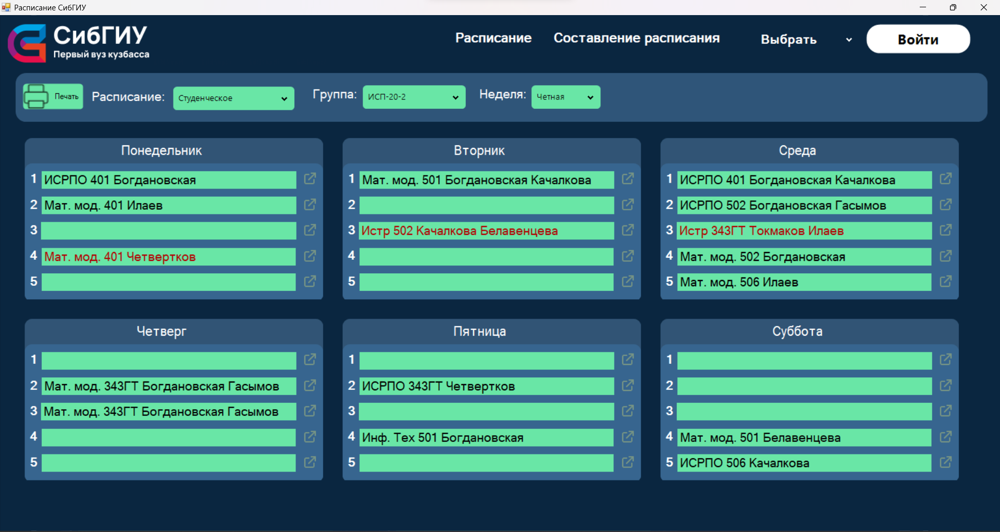 Расписание СибГИУ
СибГИУ
Первый вуз кузбасса
Расписание
Составление расписания
Выбрать
Войти
Печать
Расписание:
Студенческое
Группа:
ИСП-20-2
Неделя:
Четная
Понедельник
1 ИСРПО 401 Богдановская
2 Мат. мод. 401 Илаев
3
4 Мат. мод. 401 Четвертков
5
Вторник
1 Мат. мод. 501 Богдановская Качалкова
2
3 Истр 502 Качалкова Белавенцева
4
5
Среда
1 ИСРПО 401 Богдановская Качалкова
2 ИСРПО 502 Богдановская Гасымов
3 Истр 343ГТ Токмаков Илаев
4 Мат. мод. 502 Богдановская
5 Мат. мод. 506 Илаев
Четверг
1
2 Мат. мод. 343ГТ Богдановская Гасымов
3 Мат. мод. 343ГТ Богдановская Гасымов
4
5
Пятница
1
2 ИСРПО 343ГТ Четвертков
3
4 Инф. Тех 501 Богдановская
5
Суббота
1
2
3
4 Мат. мод. 501 Белавенцева
5 ИСРПО 506 Качалкова